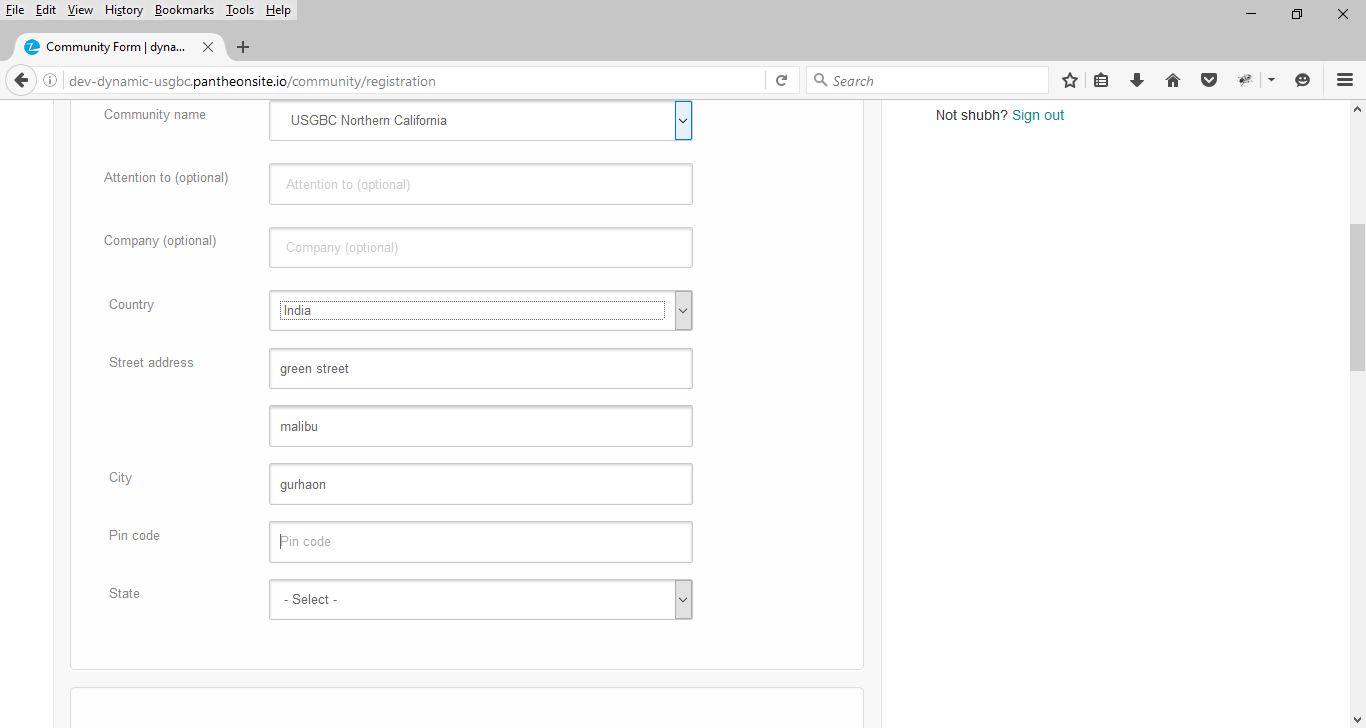 File Edit View History Bookmarks Tools Help
Community Form | dyna...
dev-dynamic-usgbc.pantheonsite.io/community/registration
Search
Community name
USGBC Northern California
Not shubh? Sign out
Attention to (optional)
Attention to (optional)
Company (optional)
Company (optional)
Country
India
Street address
green street
malibu
City
gurhaon
Pin code
Pin code
State
- Select -